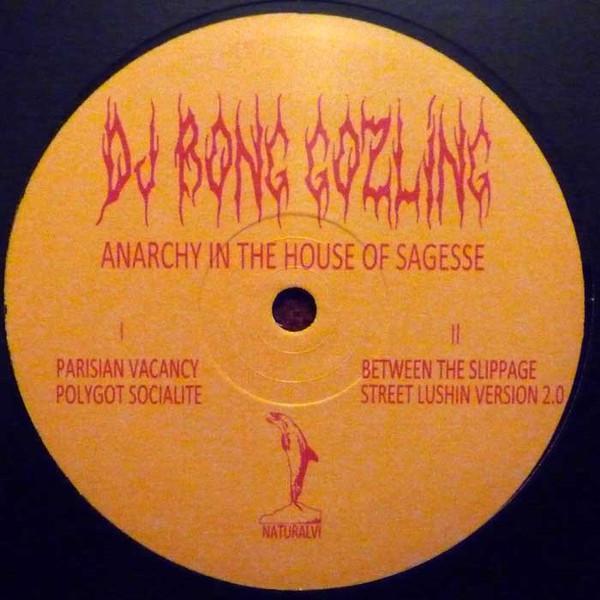 DJ BONG GOZLING
ANARCHY IN THE HOUSE OF SAGESSE
I
PARISIAN VACANCY
POLYGOT SOCIALITE
II
BETWEEN THE SLIPPAGE
STREET LUSHIN VERSION 2.0
NATURALVI